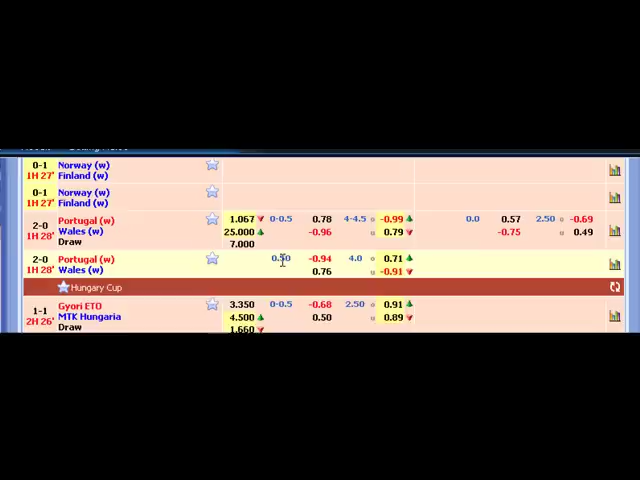 0-1 Norway (w)
1H 27' Finland (w)
0-1 Norway (w)
1H 27' Finland (w)
2-0 Portugal (w) 1.067 0-0.5 0.78 4-4.5 o -0.99 0.0 0.57 2.50 o -0.69
1H 28' Wales (w) 25.000 -0.96 u 0.79 -0.75 u 0.49
Draw 7.000
2-0 Portugal (w) 0.50 -0.94 4.0 o 0.71
1H 28' Wales (w) 0.76 u -0.91
Hungary Cup
1-1 Gyori ETO 3.350 0-0.5 -0.68 2.50 o 0.91
2H 26' MTK Hungaria 4.500 0.50 u 0.89
Draw 1.660